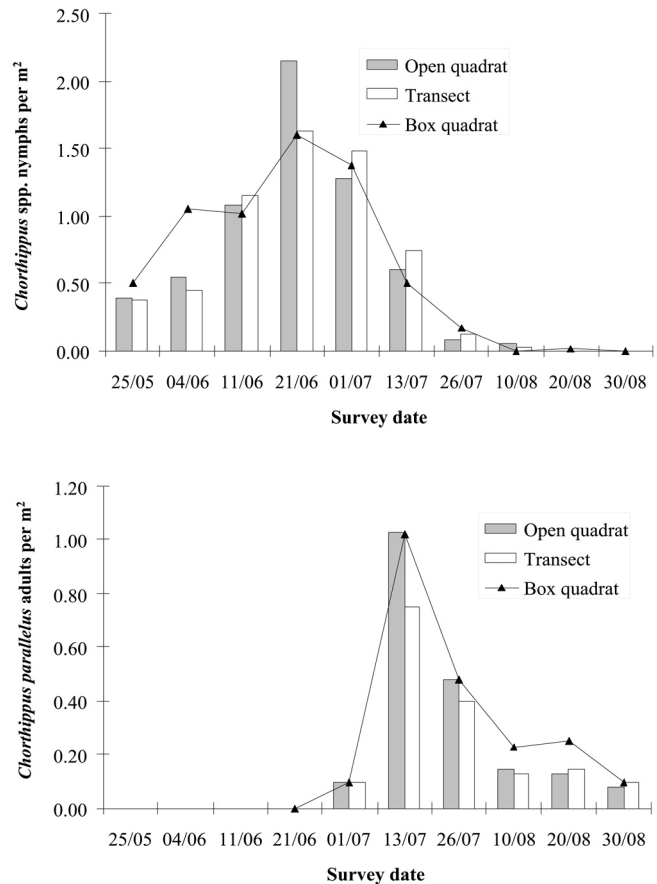 2.50
2.00
1.50
1.00
0.50
0.00
Chorthippus spp. nymphs per m²
Open quadrat
Transect
Box quadrat
25/05 04/06 11/06 21/06 01/07 13/07 26/07 10/08 20/08 30/08
Survey date
1.20
1.00
0.80
0.60
0.40
0.20
0.00
Chorthippus parallelus adults per m²
Open quadrat
Transect
Box quadrat
25/05 04/06 11/06 21/06 01/07 13/07 26/07 10/08 20/08 30/08
Survey date